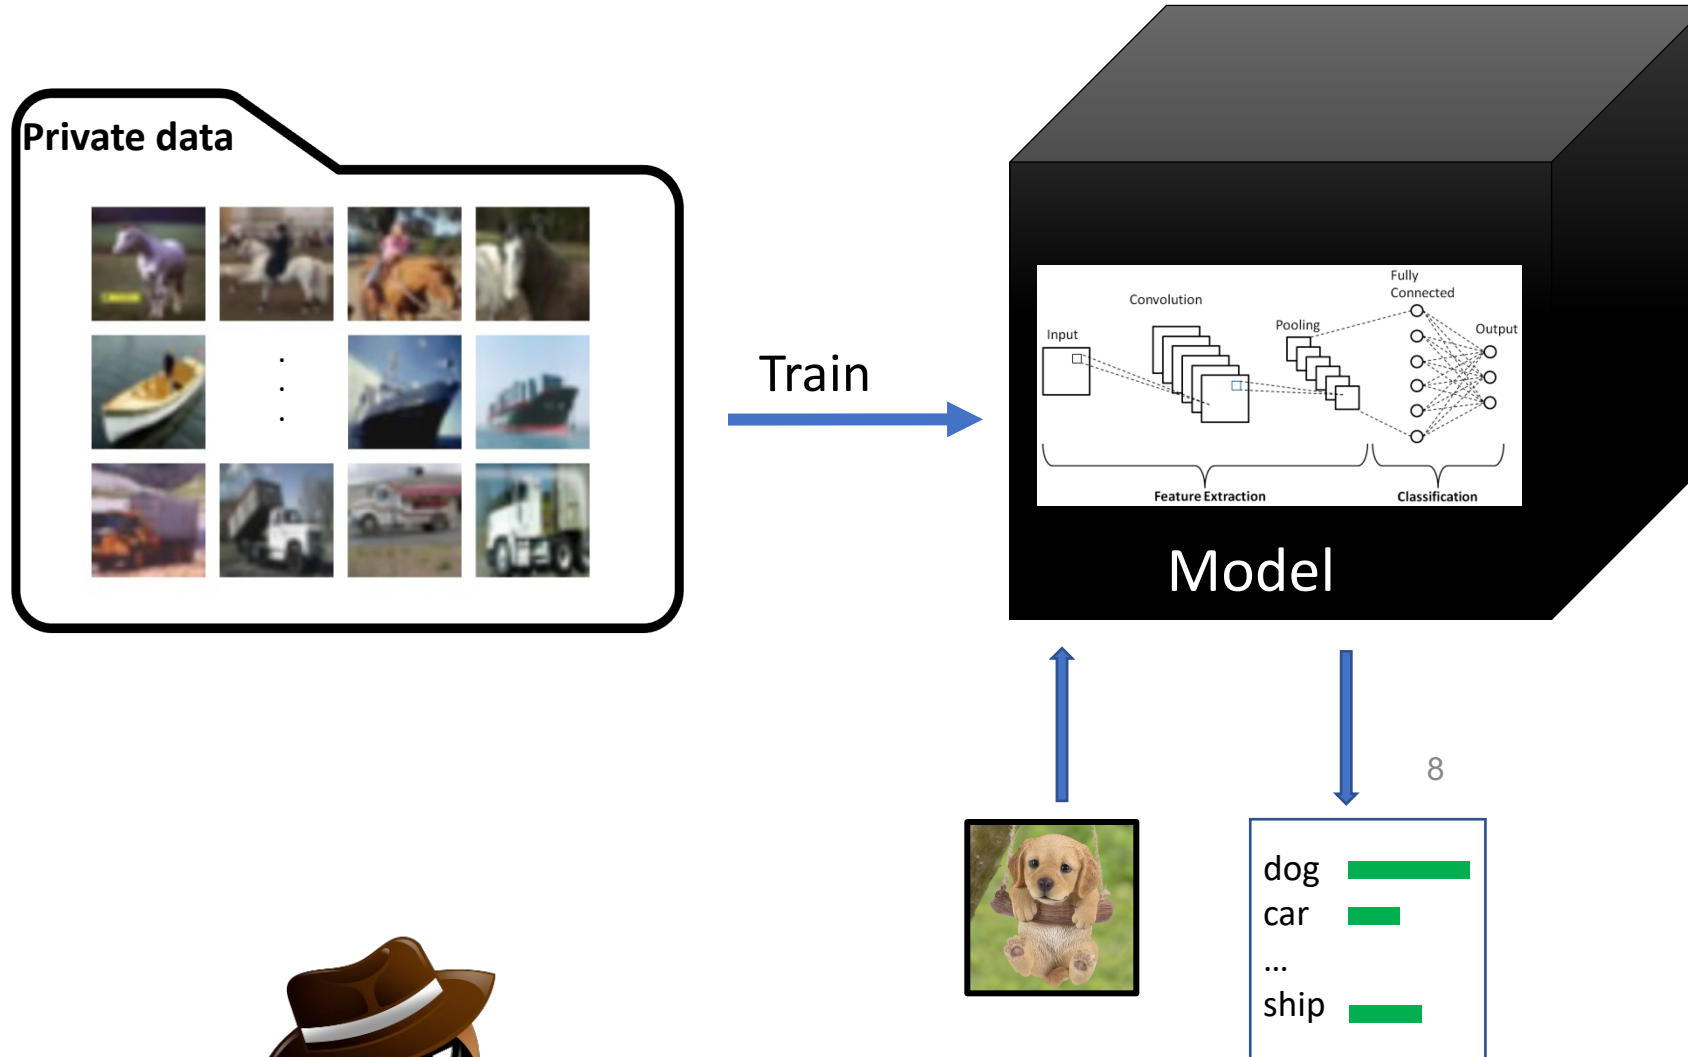 Private data
Train
Fully
Connected
Convolution
Pooling
Output
Input
Feature Extraction
Classification
Model
8
dog
car
...
ship